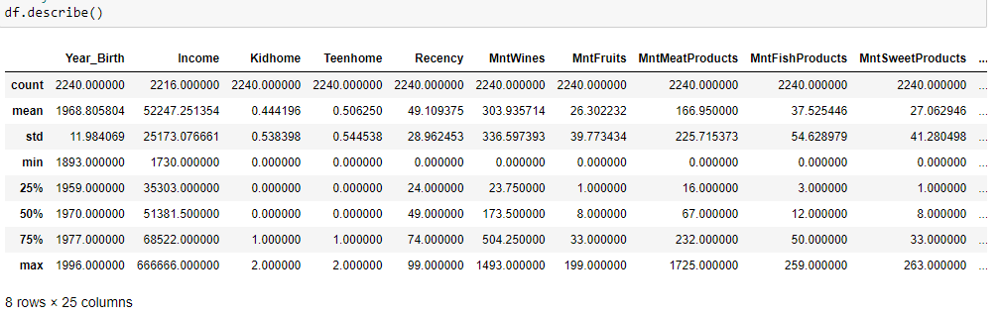 df.describe()
Year_Birth Income Kidhome Teenhome Recency MntWines MntFruits MntMeatProducts MntFishProducts MntSweetProducts ...
count 2240.000000 2216.000000 2240.000000 2240.000000 2240.000000 2240.000000 2240.000000 2240.000000 2240.000000 2240.000000 ...
mean 1968.805804 52247.251354 0.444196 0.506250 49.109375 303.935714 26.302232 166.950000 37.525446 27.062946 ...
std 11.984069 25173.076661 0.538398 0.544538 28.962453 336.597393 39.773434 225.715373 54.628979 41.280498 ...
min 1893.000000 1730.000000 0.000000 0.000000 0.000000 0.000000 0.000000 0.000000 0.000000 0.000000 ...
25% 1959.000000 35303.000000 0.000000 0.000000 24.000000 23.750000 1.000000 16.000000 3.000000 1.000000 ...
50% 1970.000000 51381.500000 0.000000 0.000000 49.000000 173.500000 8.000000 67.000000 12.000000 8.000000 ...
75% 1977.000000 68522.000000 1.000000 1.000000 74.000000 504.250000 33.000000 232.000000 50.000000 33.000000 ...
max 1996.000000 666666.000000 2.000000 2.000000 99.000000 1493.000000 199.000000 1725.000000 259.000000 263.000000 ...
8 rows × 25 columns